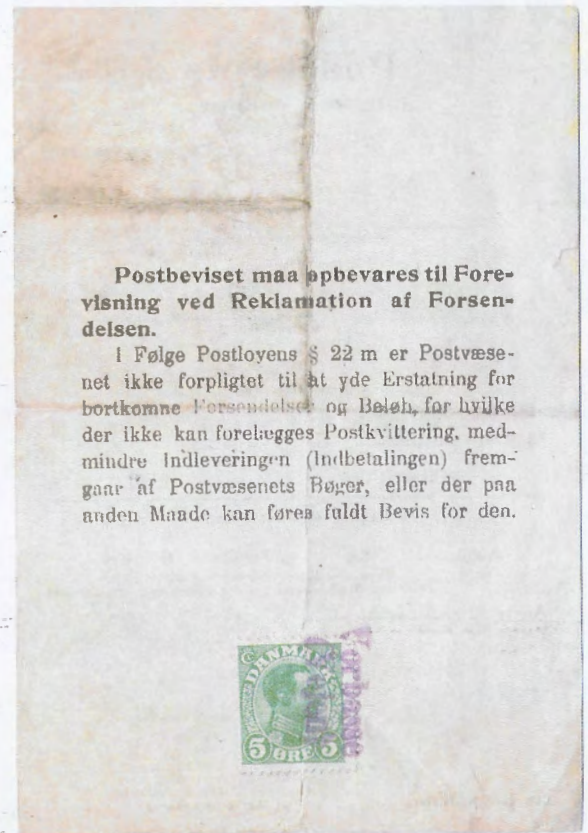 Postbeviset maa opbevares til Fore-
visning ved Reklamation af Forsen-
delsen.
I Følge Postlovens § 22 m er Postvæse-
net ikke forpligtet til at yde Erstatning for
bortkomne Forsendelser og Beløb, for hvilke
der ikke kan forelægges Postkvittering, med-
mindre Indleveringen (Indbetalingen) frem-
gaar af Postvæsenets Bøger, eller der paa
anden Maade kan føres fuldt Bevis for den.
DANMARK
5 ØRE 5